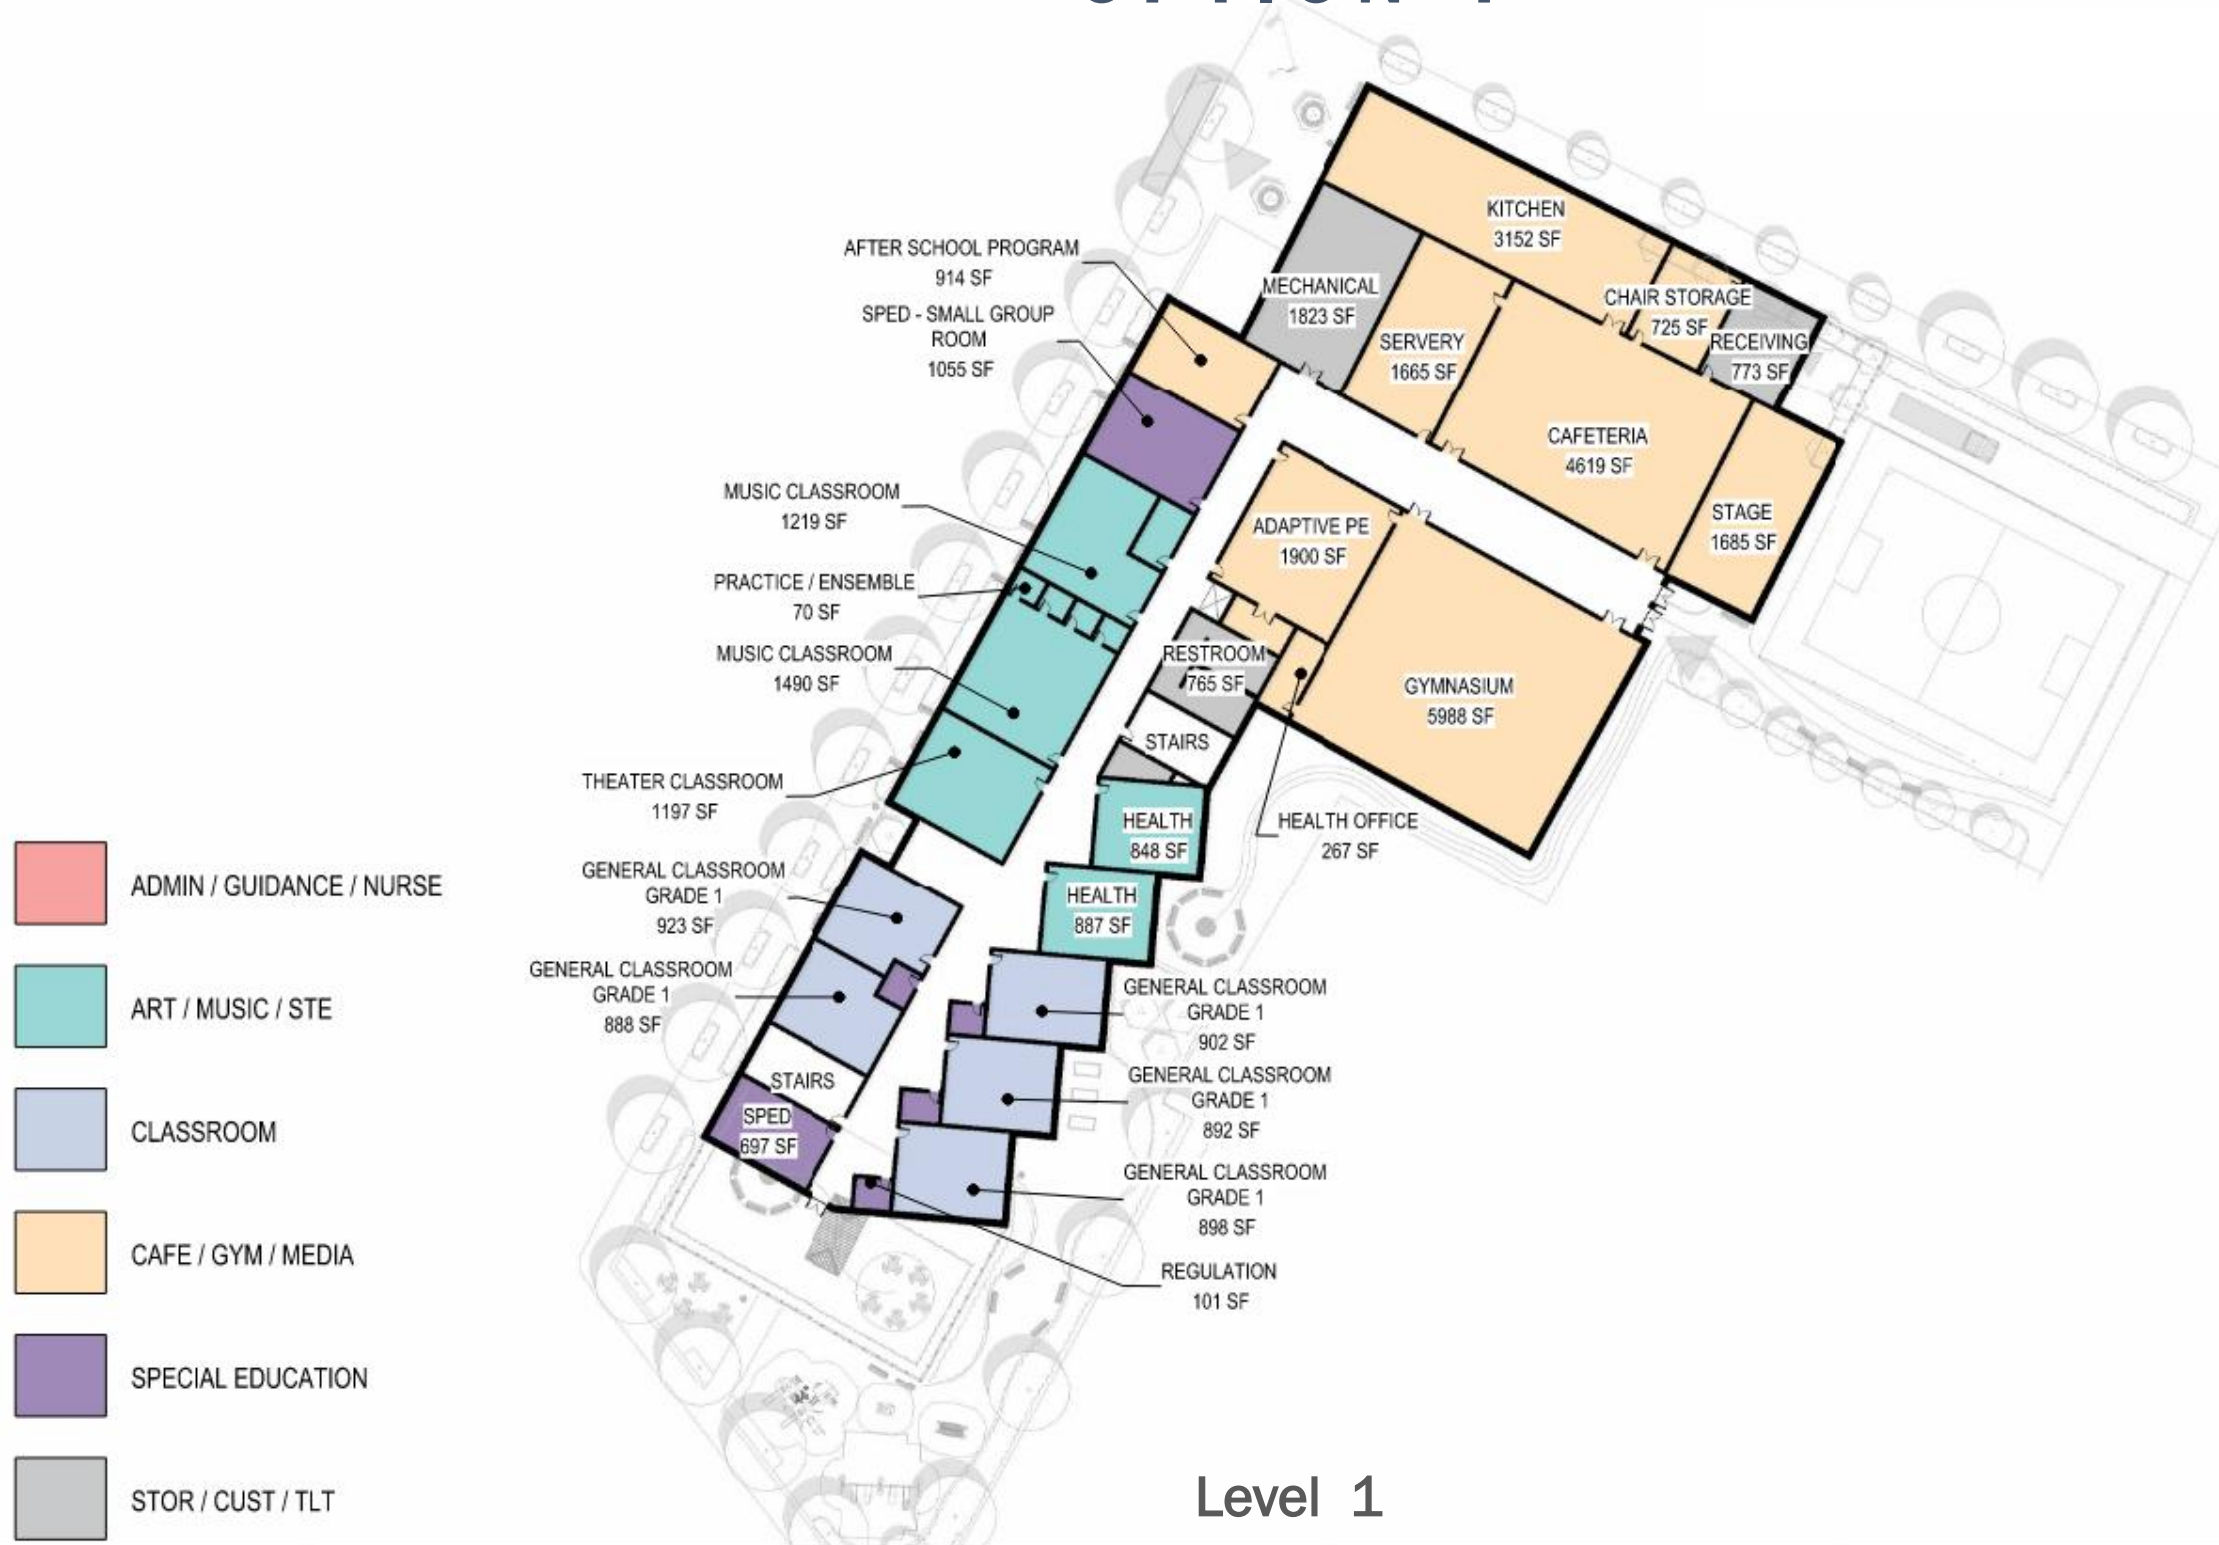 KITCHEN
3152 SF
AFTER SCHOOL PROGRAM
914 SF
MECHANICAL
1823 SF
CHAIR STORAGE
725 SF
SPED - SMALL GROUP
ROOM
1055 SF
SERVERY
1665 SF
RECEIVING
773 SF
CAFETERIA
4619 SF
MUSIC CLASSROOM
1219 SF
STAGE
1685 SF
ADAPTIVE PE
1900 SF
PRACTICE / ENSEMBLE
70 SF
MUSIC CLASSROOM
1490 SF
RESTROOM
765 SF
GYMNASIUM
5988 SF
STAIRS
THEATER CLASSROOM
1197 SF
HEALTH
848 SF
HEALTH OFFICE
267 SF
GENERAL CLASSROOM
GRADE 1
923 SF
HEALTH
887 SF
GENERAL CLASSROOM
GRADE 1
888 SF
GENERAL CLASSROOM
GRADE 1
902 SF
STAIRS
GENERAL CLASSROOM
GRADE 1
892 SF
SPED
697 SF
GENERAL CLASSROOM
GRADE 1
898 SF
REGULATION
101 SF
ADMIN / GUIDANCE / NURSE
ART / MUSIC / STE
CLASSROOM
CAFE / GYM / MEDIA
SPECIAL EDUCATION
STOR / CUST / TLT
Level 1